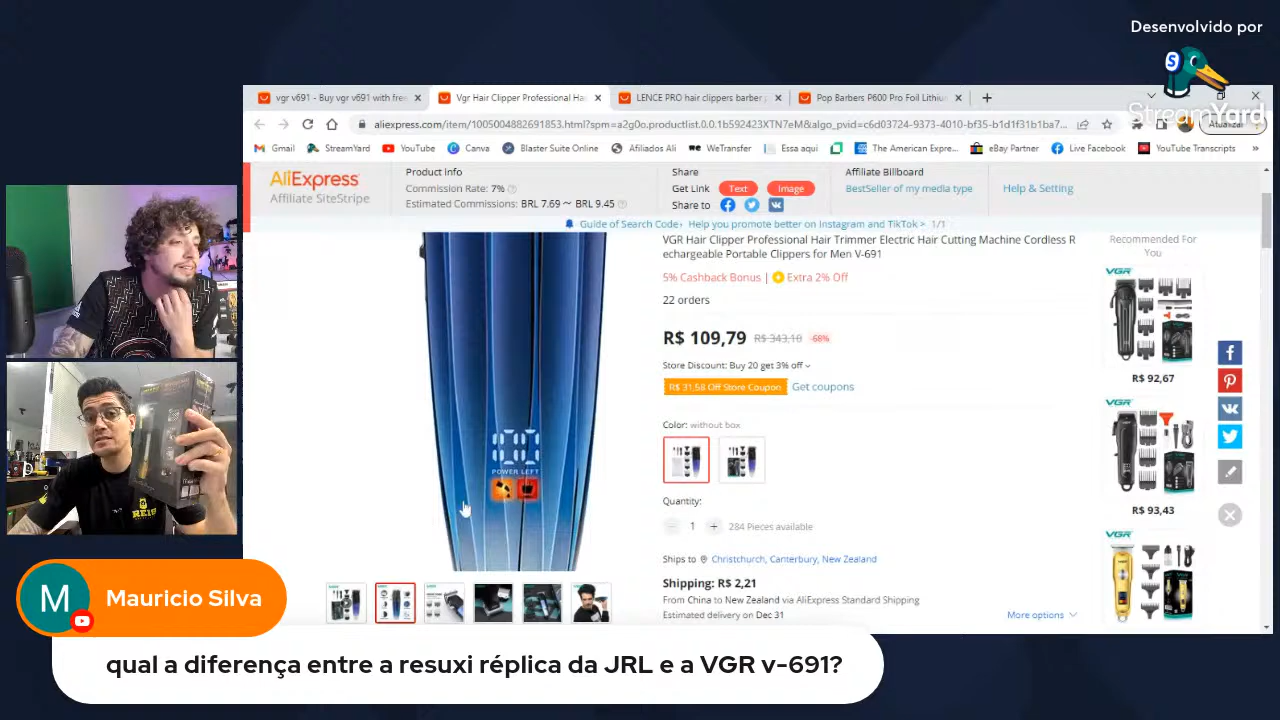 Desenvolvido por
StreamYard
vgr v691 - Buy vgr v691 with free
Vgr Hair Clipper Professional Hai
LENCE PRO hair clippers barber p
Pop Barbers P600 Pro Foil Lithiu
aliexpress.com/item/1005004882691853.html?spm=a2g0o.productlist.0.0.1b592423XTN7eM&algo_pvid=c6d03724-9373-4010-bf35-b1d1f31b1ba7...
Atualizar
Gmail
StreamYard
YouTube
Canva
Blaster Suite Online
Afiliados Ali
WeTransfer
Essa aqui
The American Expre...
eBay Partner
Live Facebook
YouTube Transcripts
AliExpress
Affiliate SiteStripe
Product Info
Commission Rate: 7%
Estimated Commissions: BRL 7.69 ~ BRL 9.45
Share
Get Link Text Image
Share to
Affiliate Billboard
BestSeller of my media type
Help & Setting
Guide of Search Code› Help you promote better on Instagram and TikTok > 1/1
VGR Hair Clipper Professional Hair Trimmer Electric Hair Cutting Machine Cordless R
echargeable Portable Clippers for Men V-691
5% Cashback Bonus | Extra 2% Off
22 orders
R$ 109,79 R$ 343,10 -68%
Store Discount: Buy 20 get 3% off
R$ 31,58 Off Store Coupon Get coupons
Color: without box
Quantity:
1
284 Pieces available
Ships to Christchurch, Canterbury, New Zealand
Shipping: R$ 2,21
From China to New Zealand via AliExpress Standard Shipping
Estimated delivery on Dec 31
More options
100
POWER LEFT
Recommended For
You
VGR
R$ 92,67
VGR
R$ 93,43
VGR
REIS
M
Mauricio Silva
qual a diferença entre a resuxi réplica da JRL e a VGR v-691?